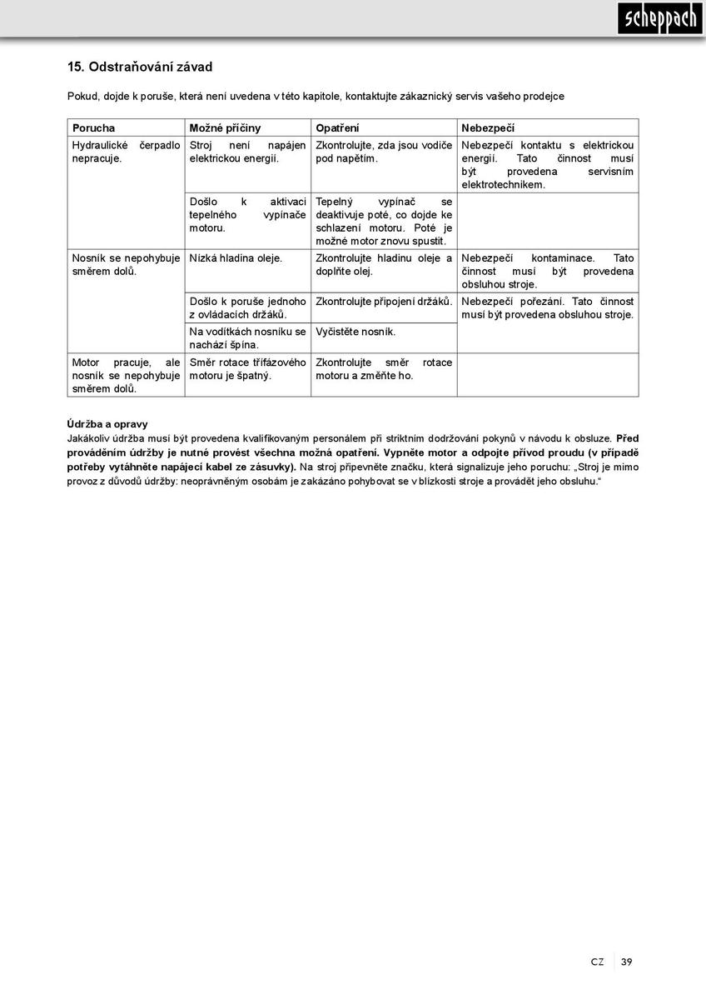 scheppach
15. Odstraňování závad
Pokud, dojde k poruše, která není uvedena v této kapitole, kontaktujte zákaznický servis vašeho prodejce
Porucha Možné příčiny Opatření Nebezpečí
Hydraulické čerpadlo
nepracuje.
Stroj není napájen
elektrickou energií.
Zkontrolujte, zda jsou vodiče
pod napětím.
Nebezpečí kontaktu s elektrickou
energií. Tato činnost musí
být provedena servisním
elektrotechnikem.
Došlo k aktivaci
tepelného vypínače
motoru.
Tepelný vypínač se
deaktivuje poté, co dojde ke
schlazení motoru. Poté je
možné motor znovu spustit.
Nosník se nepohybuje
směrem dolů.
Nízká hladina oleje.
Zkontrolujte hladinu oleje a
doplňte olej.
Nebezpečí kontaminace. Tato
činnost musí být provedena
obsluhou stroje.
Došlo k poruše jednoho
z ovládacích držáků.
Zkontrolujte připojení držáků.
Nebezpečí pořezání. Tato činnost
musí být provedena obsluhou stroje.
Na vodítkách nosníku se
nachází špína.
Vyčistěte nosník.
Motor pracuje, ale
nosník se nepohybuje
směrem dolů.
Směr rotace třífázového
motoru je špatný.
Zkontrolujte směr rotace
motoru a změňte ho.
Údržba a opravy
Jakákoliv údržba musí být provedena kvalifikovaným personálem při striktním dodržování pokynů v návodu k obsluze. Před
prováděním údržby je nutné provést všechna možná opatření. Vypněte motor a odpojte přívod proudu (v případě
potřeby vytáhněte napájecí kabel ze zásuvky). Na stroj připevněte značku, která signalizuje jeho poruchu: „Stroj je mimo
provoz z důvodů údržby: neoprávněným osobám je zakázáno pohybovat se v blízkosti stroje a provádět jeho obsluhu.“
CZ 39